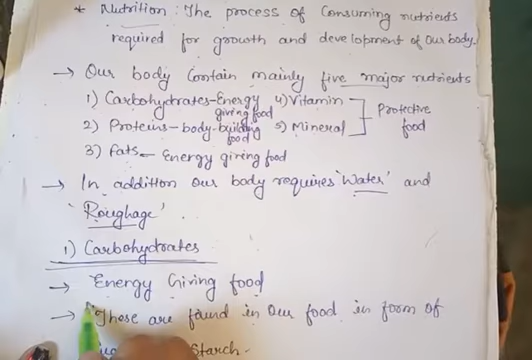 * Nutrition : The process of consuming nutrients
required for growth and development of our body.
→ Our body contain mainly five major nutrients
1) Carbohydrates - Energy giving food 4) Vitamin
2) Proteins - body-building food 5) Mineral
Protective food
3) Fats - Energy giving food
→ In addittion our body requires 'Water' and
'Roughage'.
1) Carbohydrates
→ Energy Giving food
→ These are found in our food in form of
Starch.